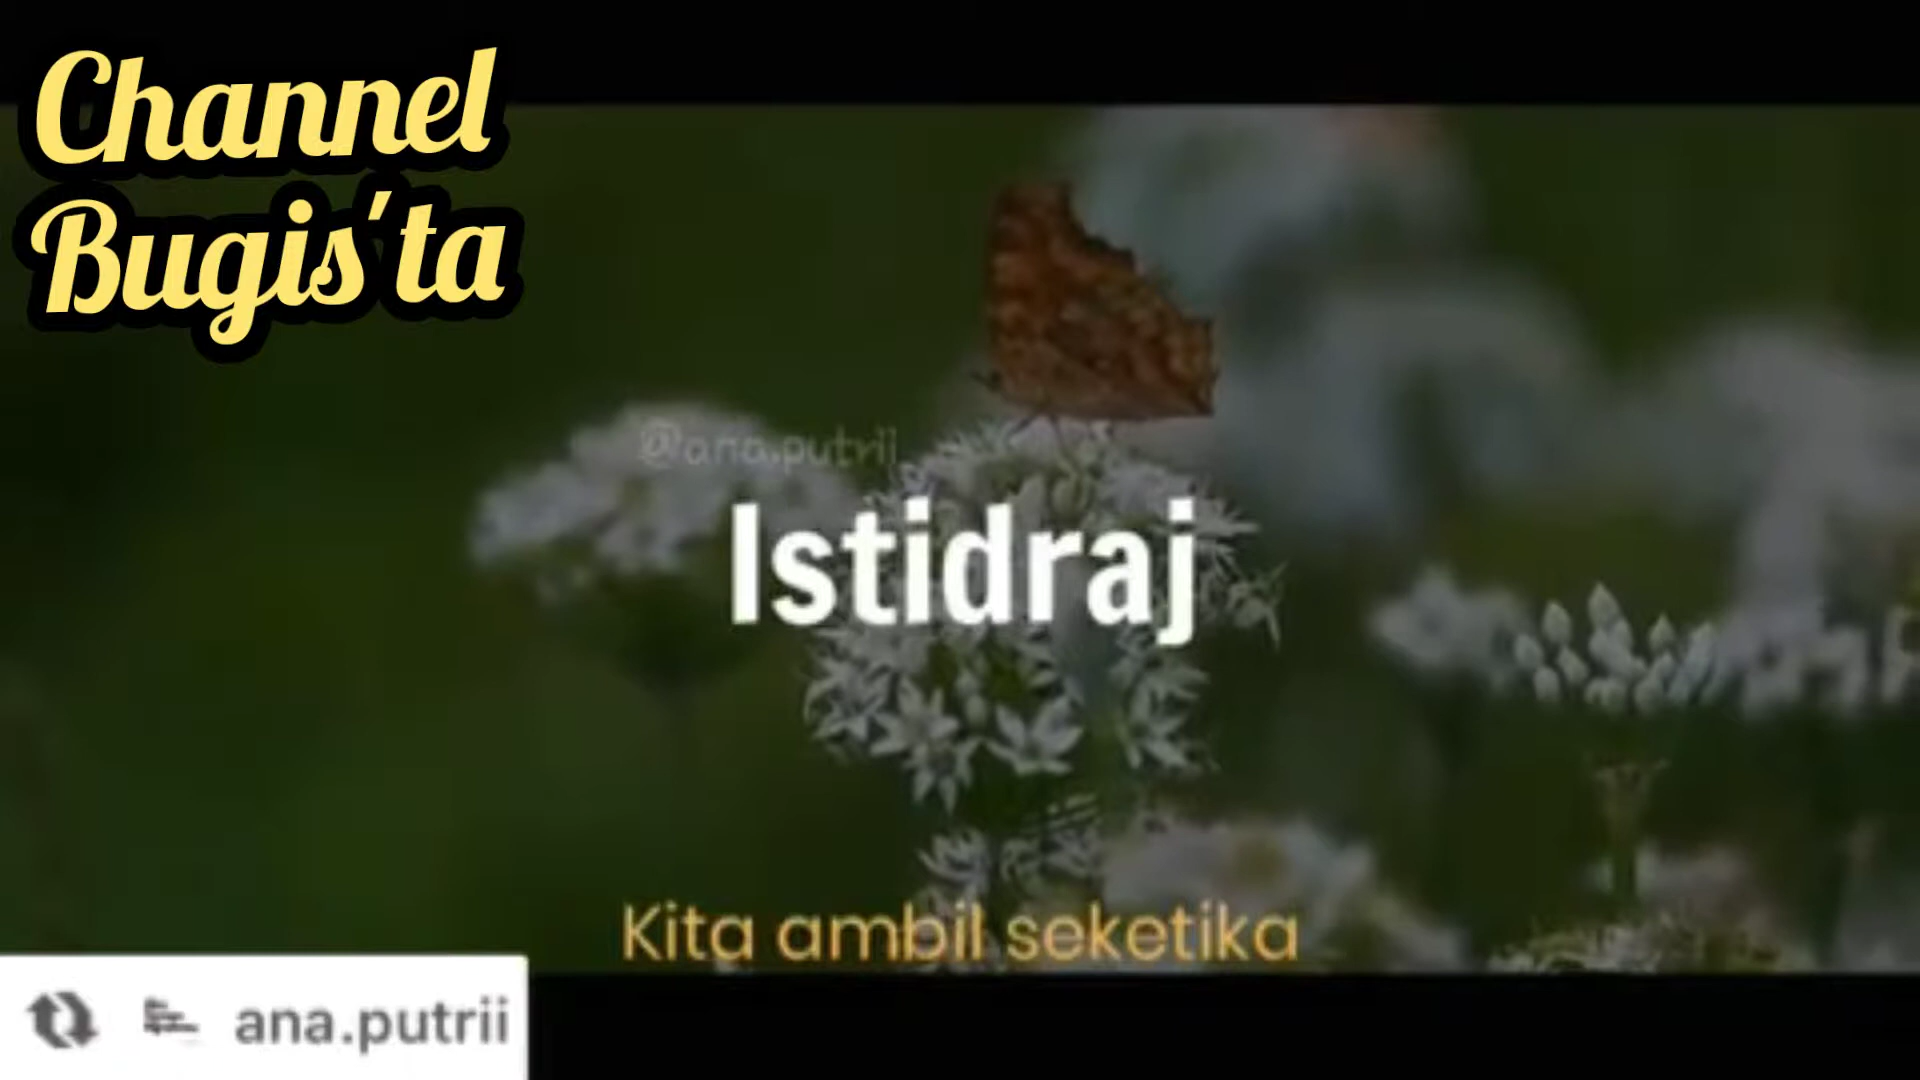 Channel
Bugis'ta
@ana.putrii
Istidraj
Kita ambil seketika
ana.putrii